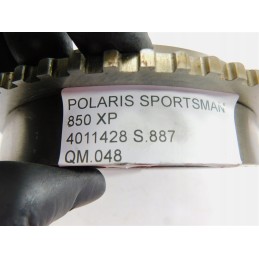 POLARIS SPORTSMAN
850 XP
4011428 S.887
QM.048